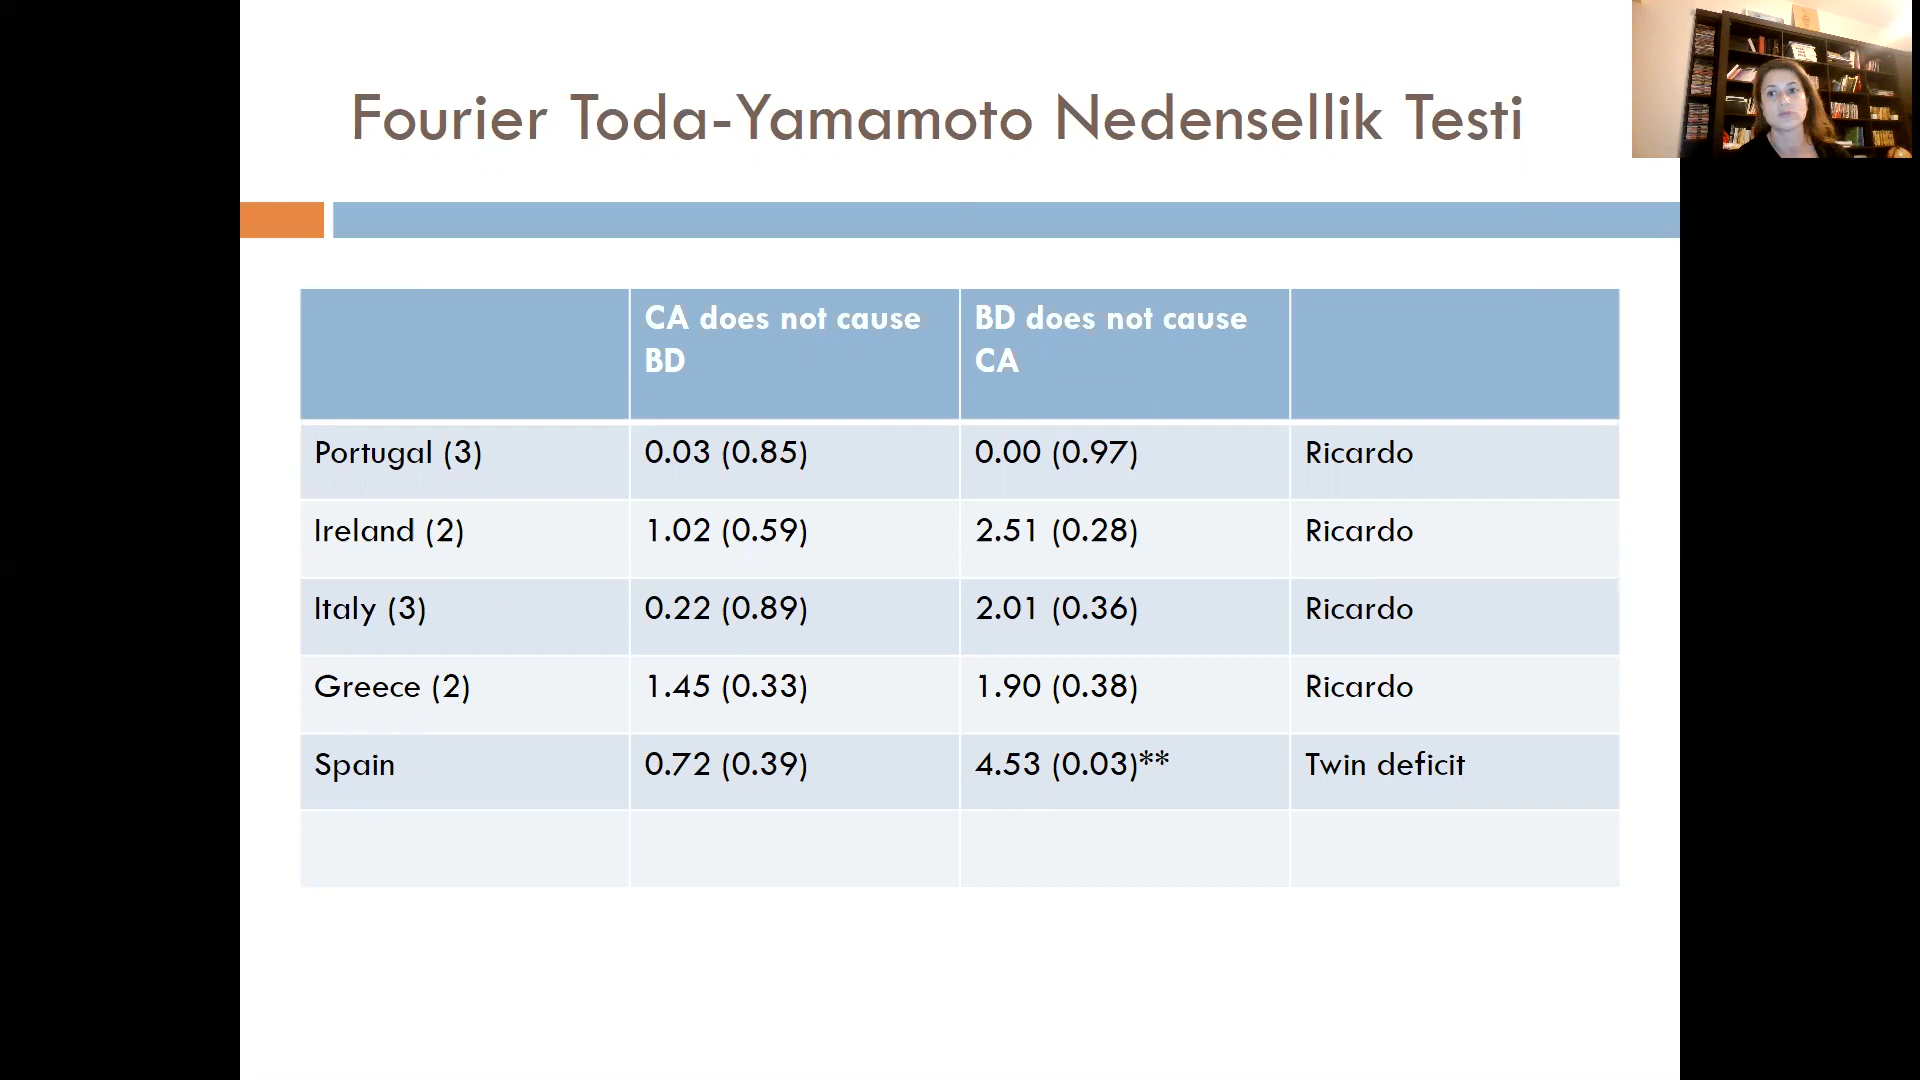 Fourier Toda-Yamamoto Nedensellik Testi
CA does not cause BD
BD does not cause CA
Portugal (3) 0.03 (0.85) 0.00 (0.97) Ricardo
Ireland (2) 1.02 (0.59) 2.51 (0.28) Ricardo
Italy (3) 0.22 (0.89) 2.01 (0.36) Ricardo
Greece (2) 1.45 (0.33) 1.90 (0.38) Ricardo
Spain 0.72 (0.39) 4.53 (0.03)** Twin deficit